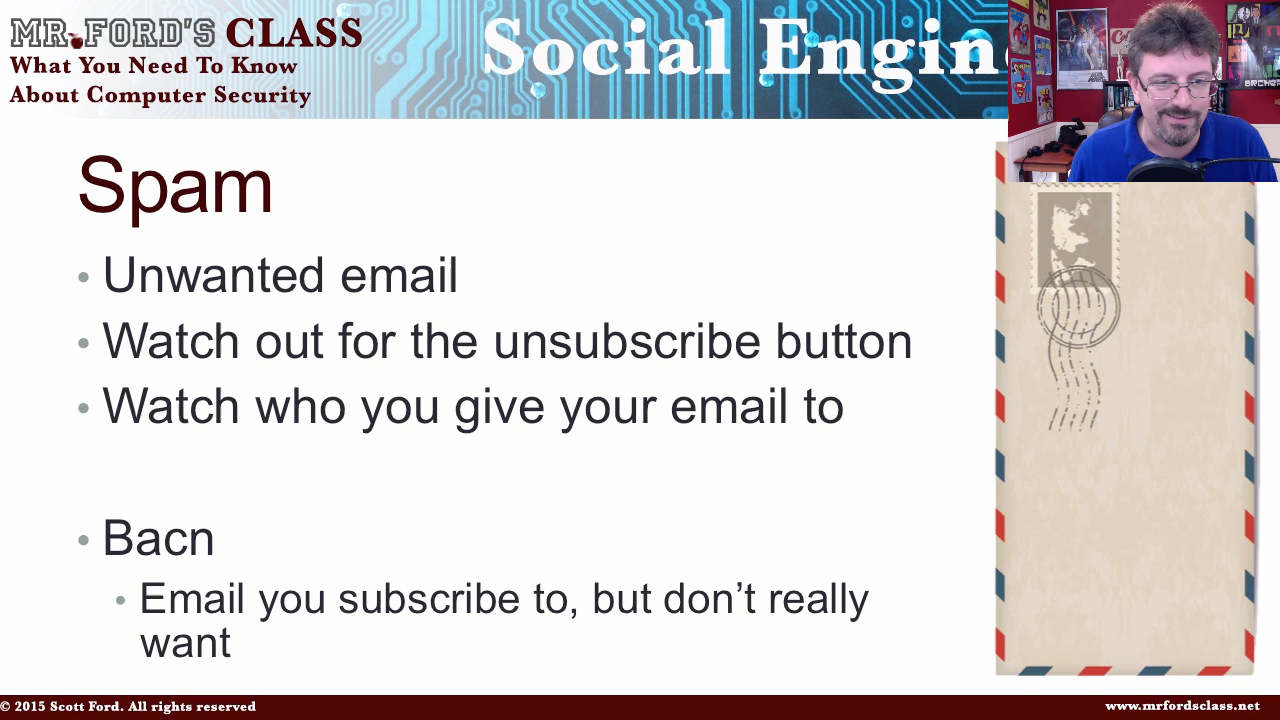 MR.FORD'S CLASS
What You Need To Know
About Computer Security
Social Engin
Spam
• Unwanted email
• Watch out for the unsubscribe button
• Watch who you give your email to
• Bacn
• Email you subscribe to, but don’t really
want
© 2015 Scott Ford. All rights reserved
www.mrfordsclass.net